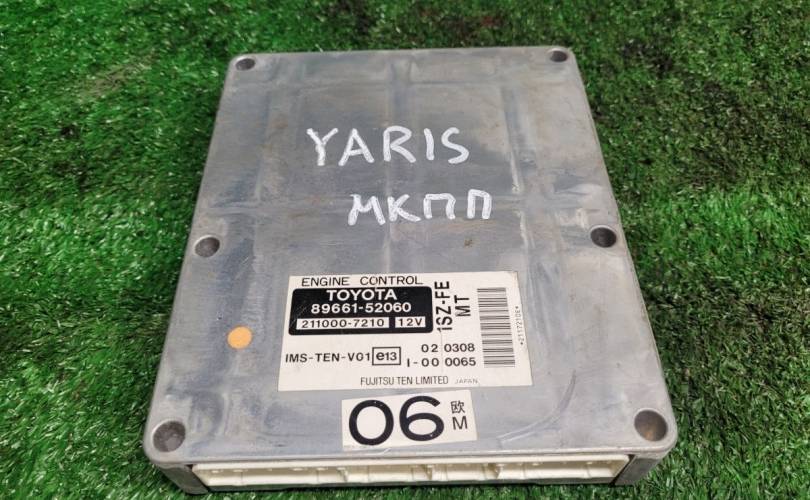 YARIS
МКПП
ENGINE CONTROL
TOYOTA
89661-52060
211000-7210 12V
1SZ-FE
MT
IMS-TEN-V01 e13 02 0308
I-00 0065
FUJITSU TEN LIMITED JAPAN
*2117210E*
06 欧
M